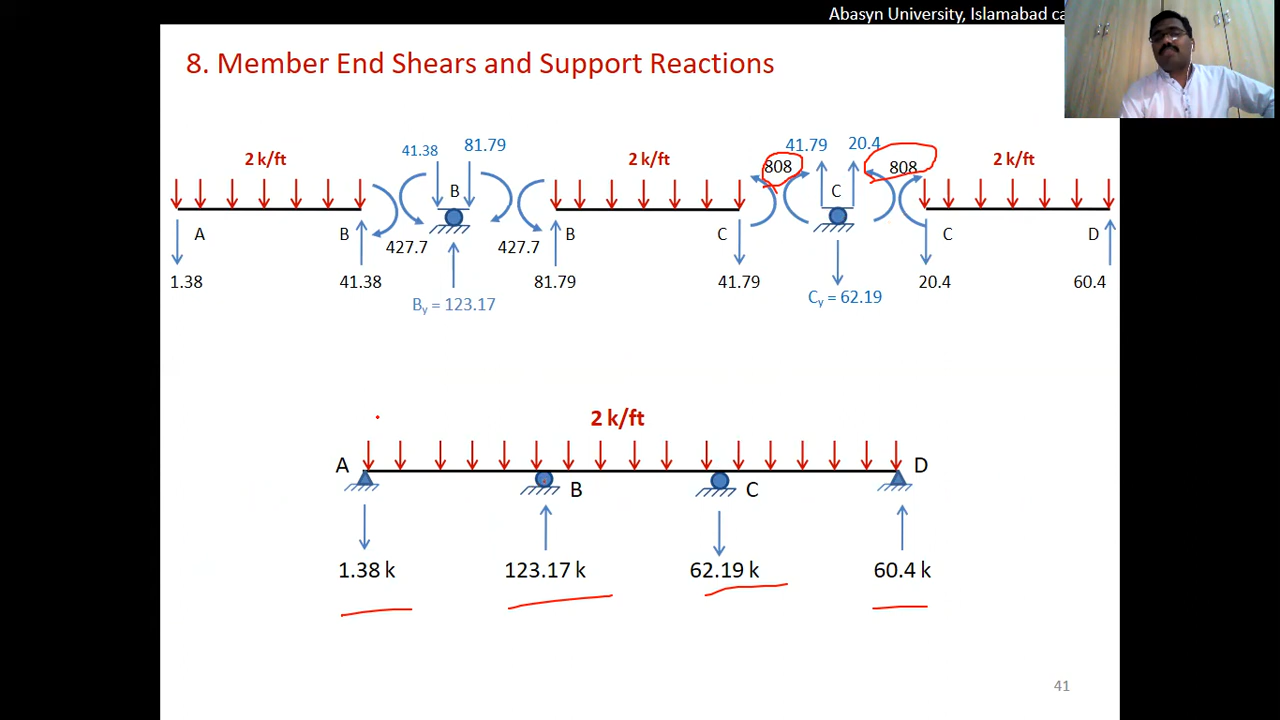 Abasyn University, Islamabad ca
8. Member End Shears and Support Reactions
2 k/ft
41.38
81.79
B
2 k/ft
808
41.79
20.4
C
808
2 k/ft
A
B
427.7
427.7
B
C
C
D
1.38
41.38
By = 123.17
81.79
41.79
Cy = 62.19
20.4
60.4
2 k/ft
A
B
C
D
1.38 k
123.17 k
62.19 k
60.4 k
41